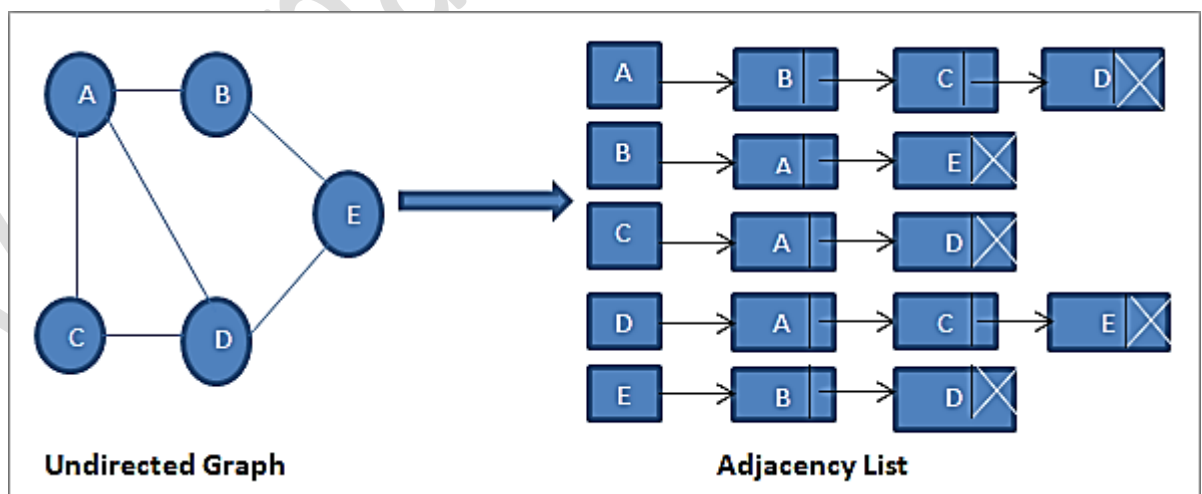 A B
E
C D
A B C D
B A E
C A D
D A C E
E B D
Undirected Graph
Adjacency List